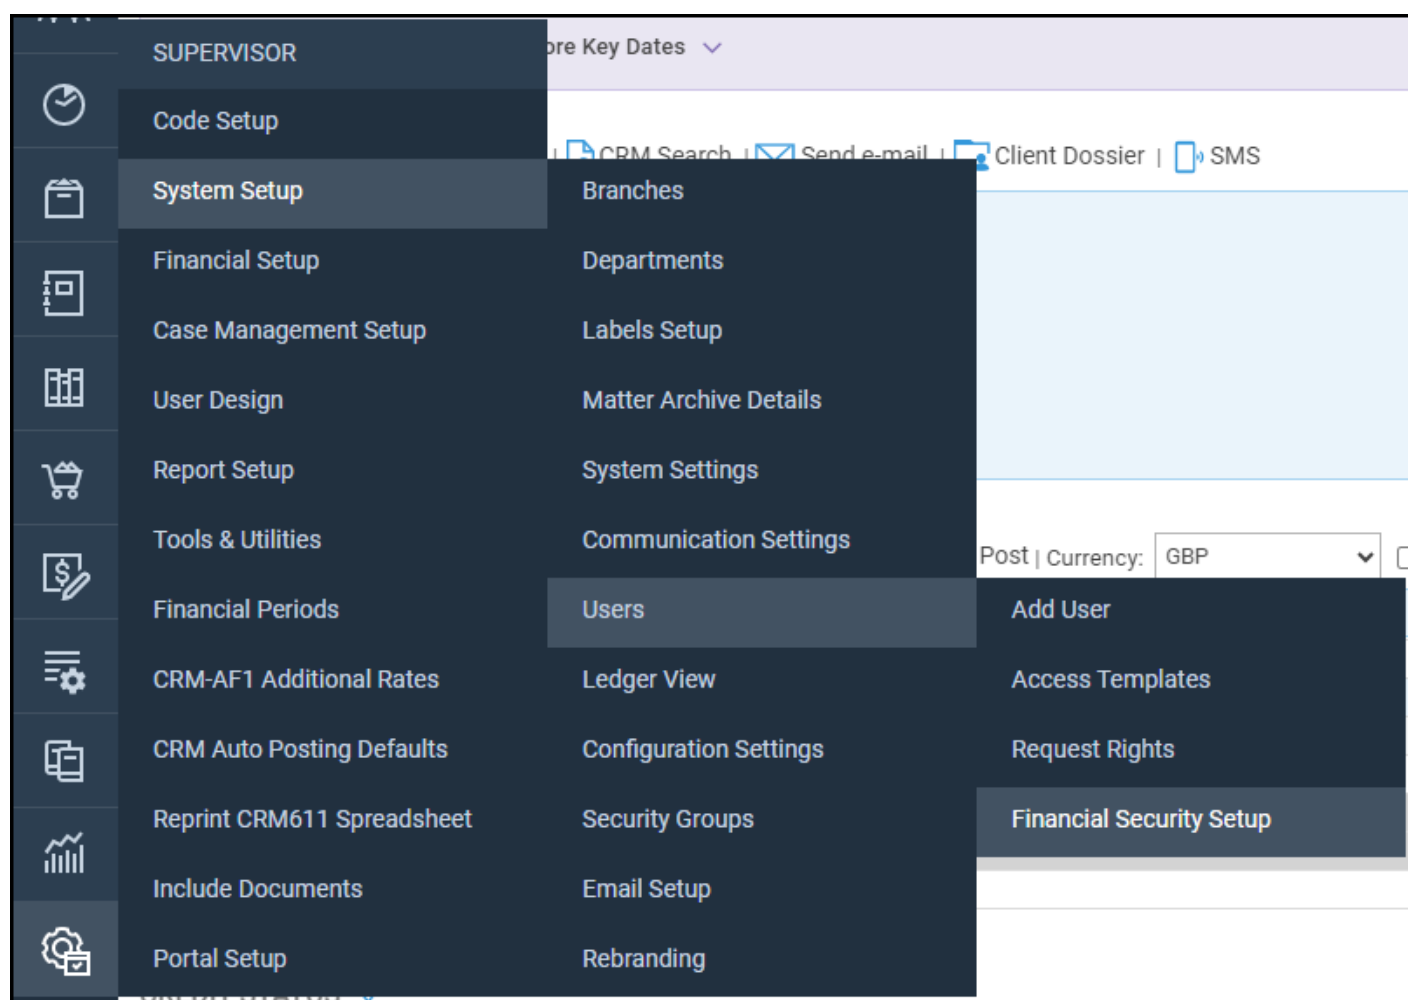 SUPERVISOR
Key Dates
Code Setup
CRM Search | Send e-mail | Client Dossier | SMS
System Setup
Branches
Financial Setup
Departments
Case Management Setup
Labels Setup
User Design
Matter Archive Details
Report Setup
System Settings
Tools & Utilities
Communication Settings
Post | Currency: GBP
Financial Periods
Users
Add User
CRM-AF1 Additional Rates
Ledger View
Access Templates
CRM Auto Posting Defaults
Configuration Settings
Request Rights
Reprint CRM611 Spreadsheet
Security Groups
Financial Security Setup
Include Documents
Email Setup
Portal Setup
Rebranding